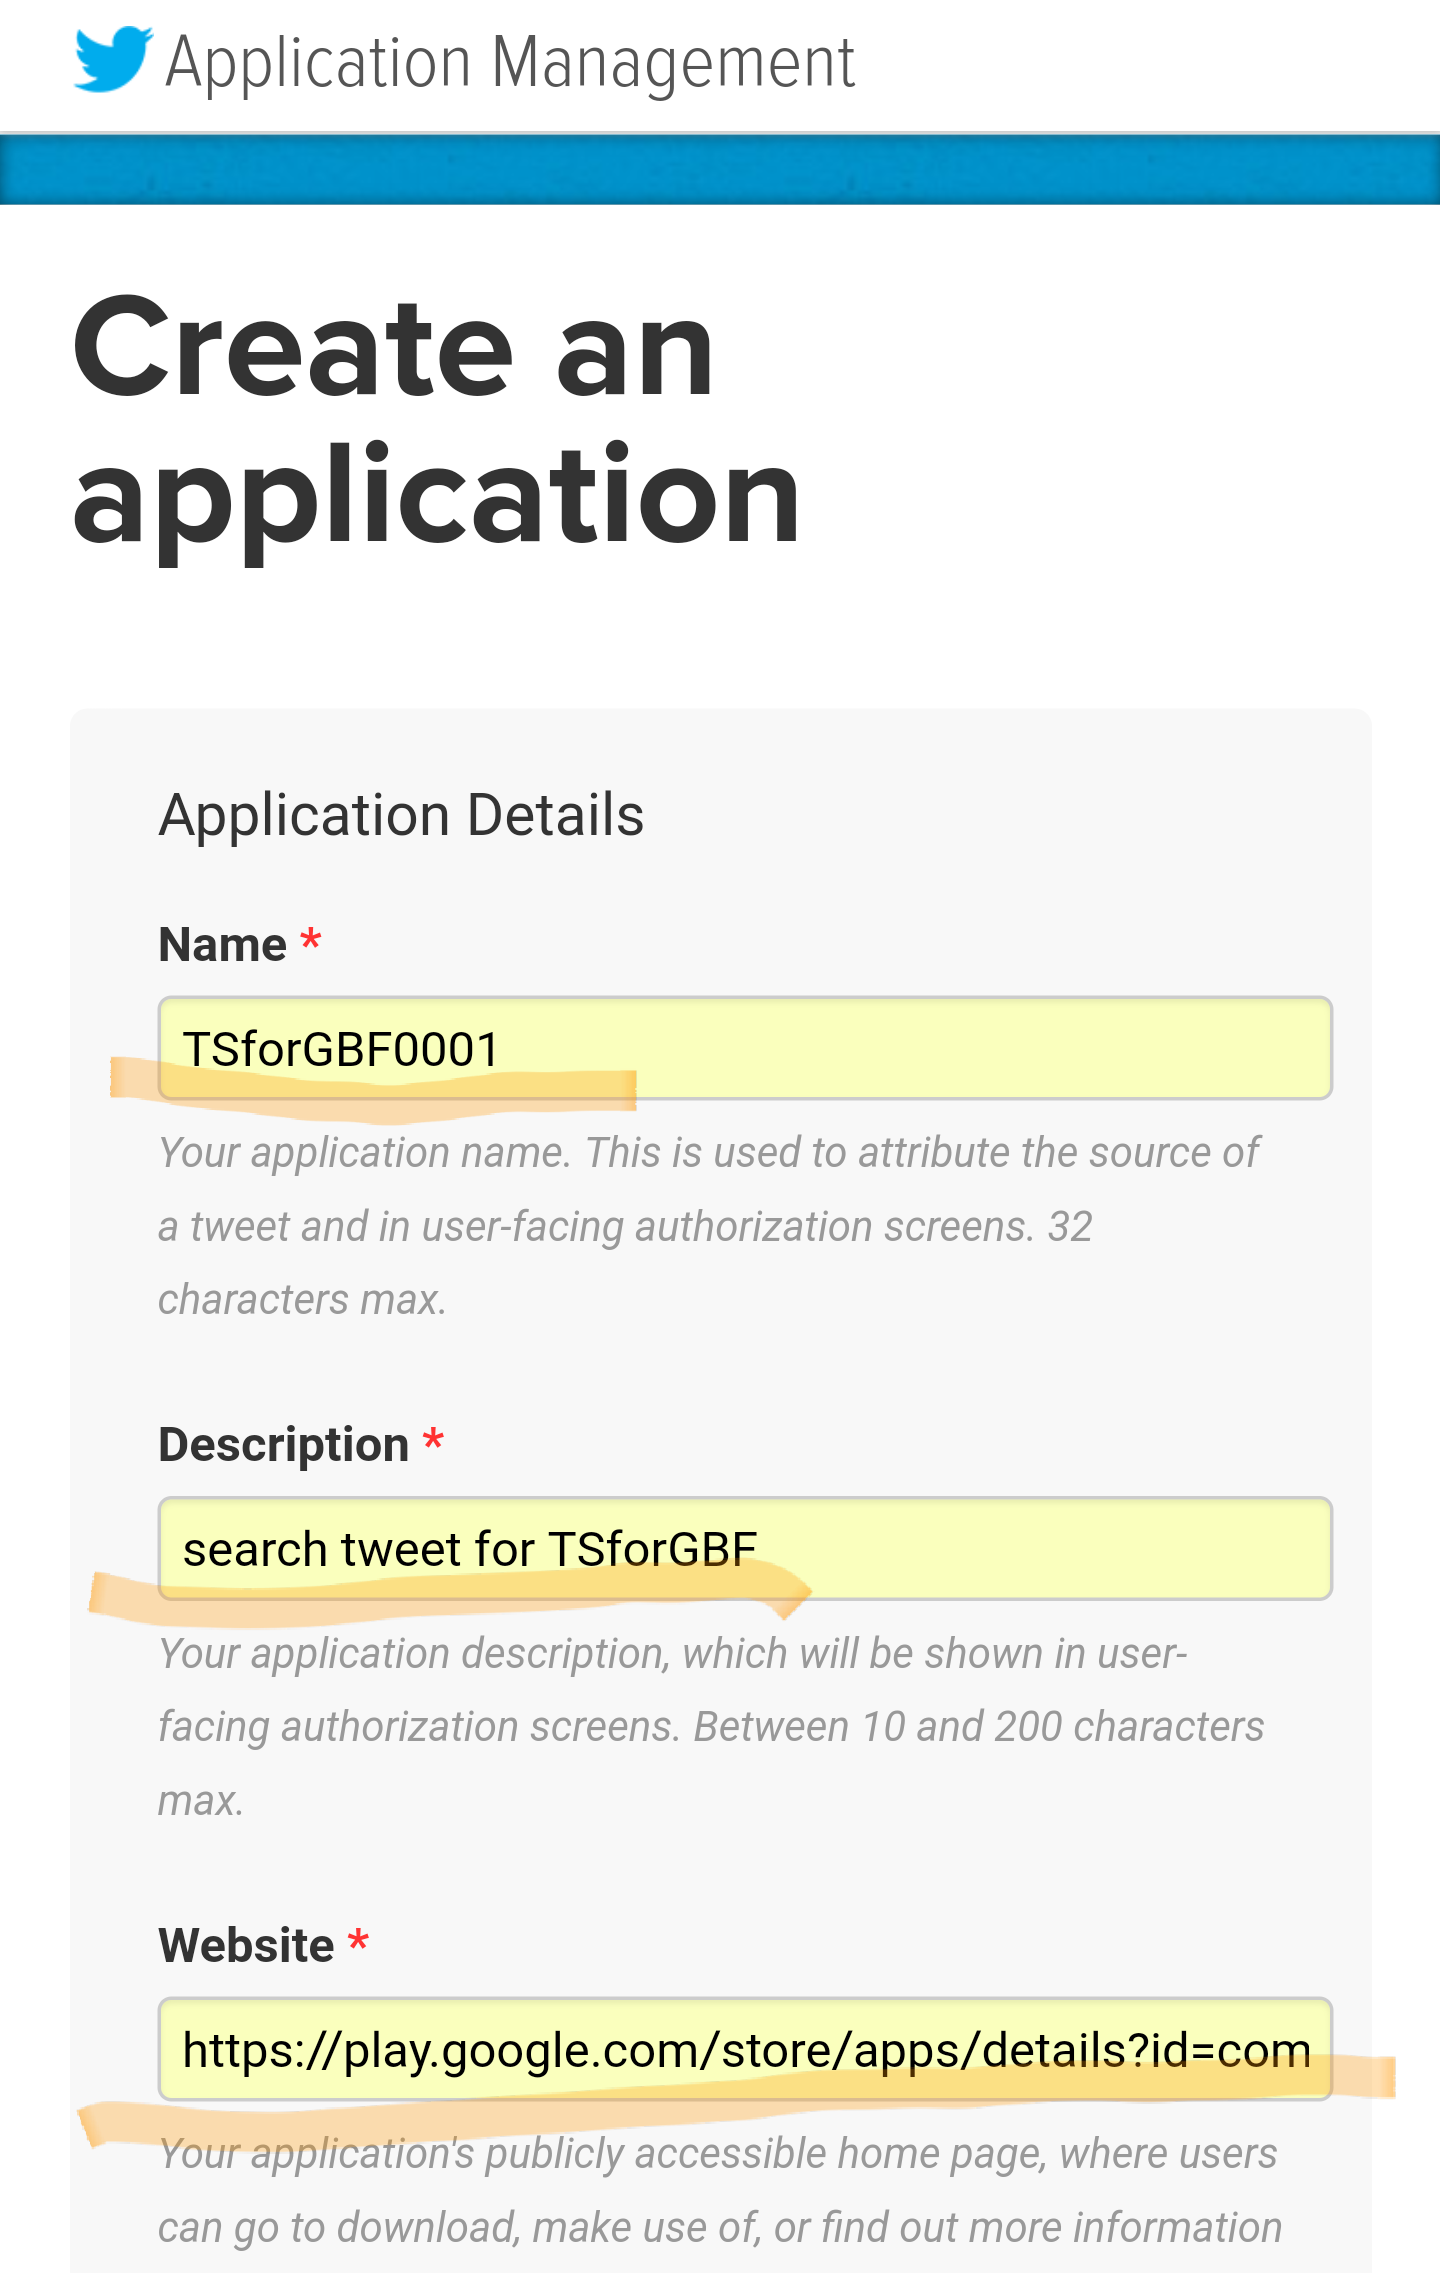 Application Management
Create an
application
Application Details
Name *
TSforGBF0001
Your application name. This is used to attribute the source of
a tweet and in user-facing authorization screens. 32
characters max.
Description *
search tweet for TSforGBF
Your application description, which will be shown in user-
facing authorization screens. Between 10 and 200 characters
max.
Website *
https://play.google.com/store/apps/details?id=com
Your application's publicly accessible home page, where users
can go to download, make use of, or find out more information